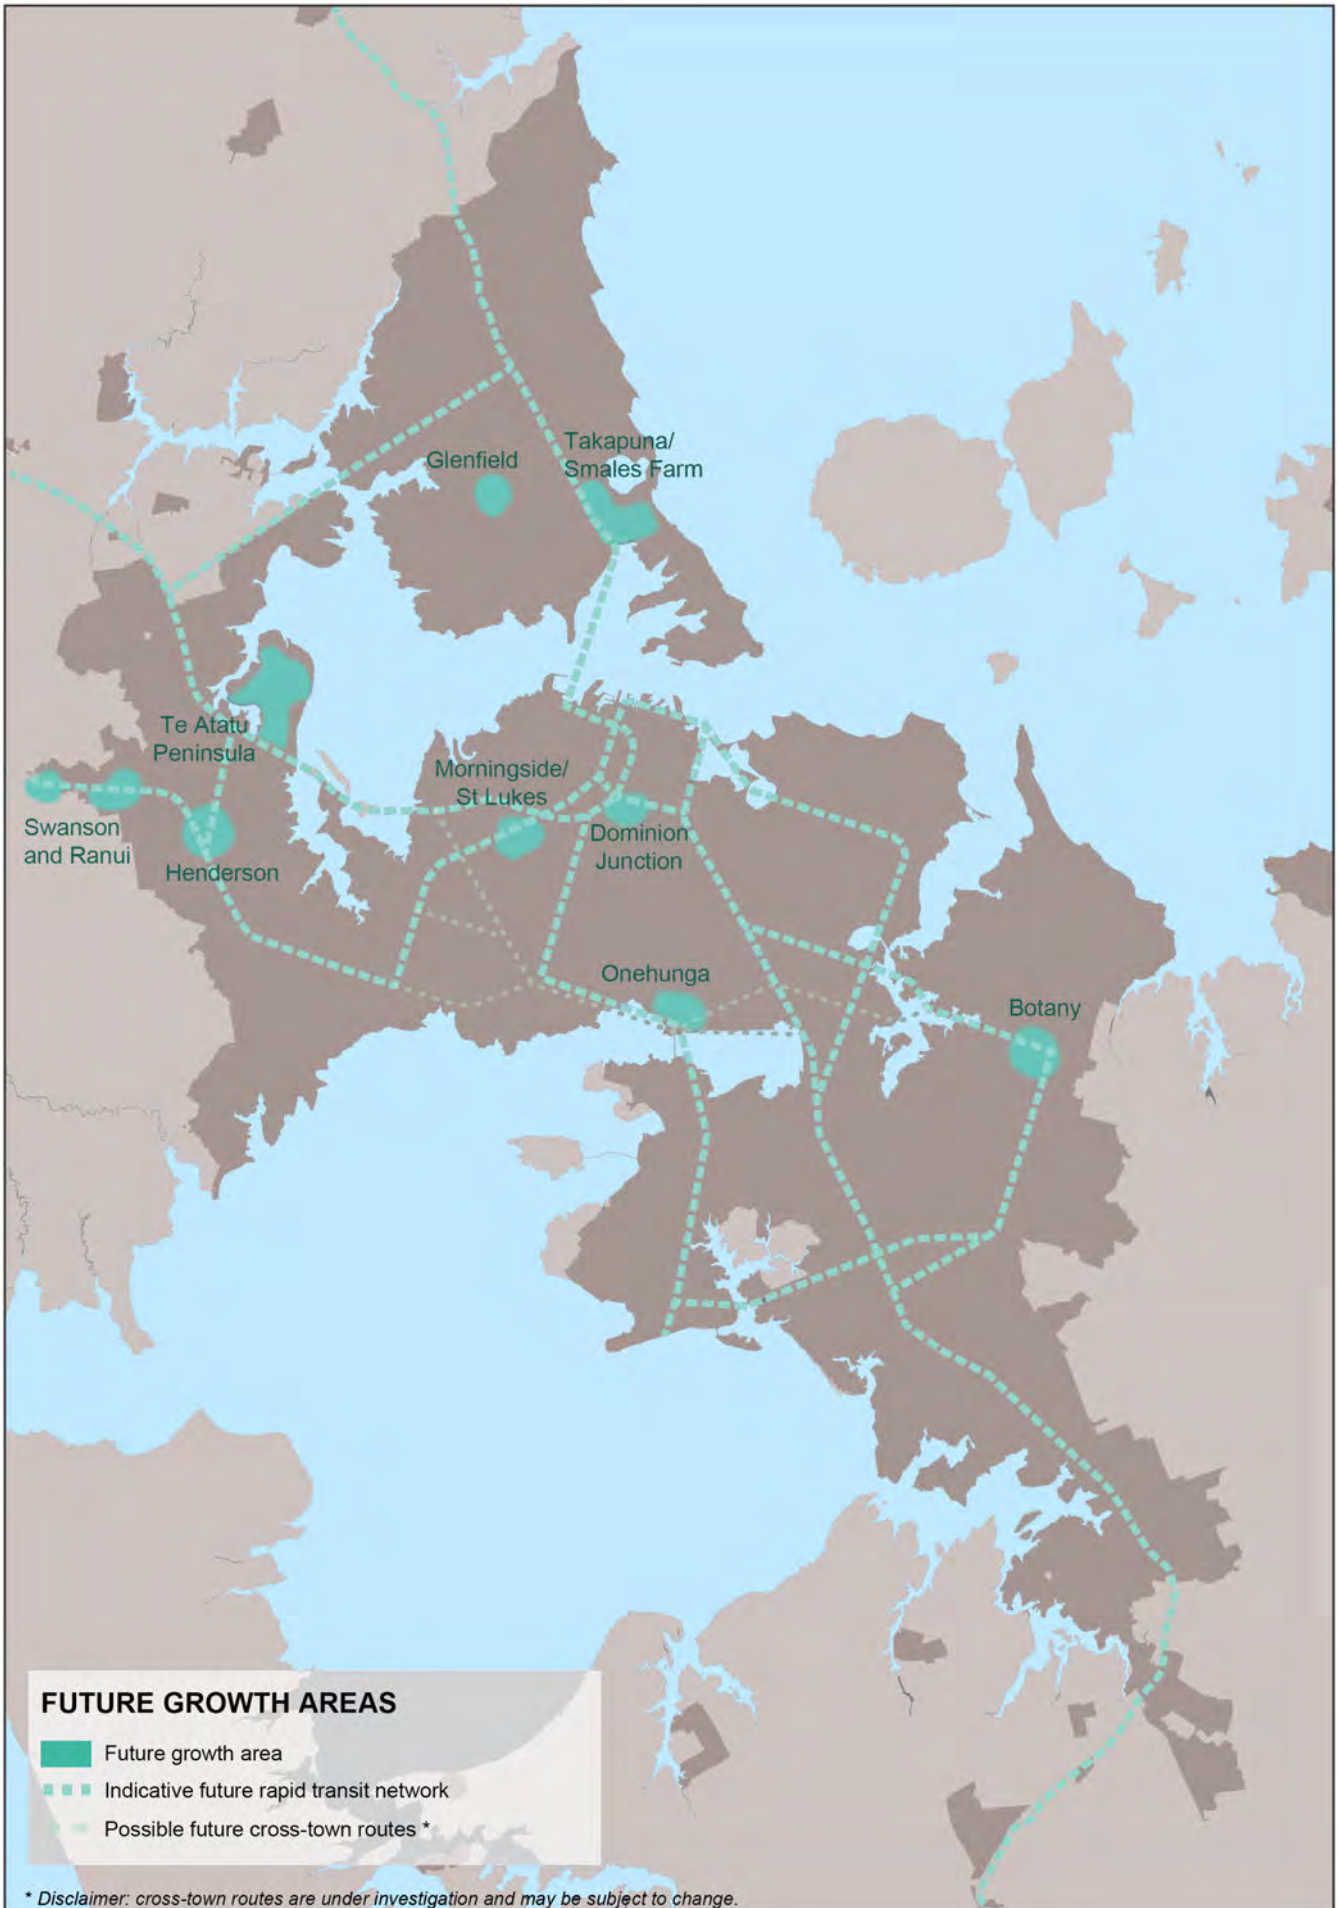 Takapuna/
Smales Farm
Glenfield
Te Atatu
Peninsula
Morningside/
St Lukes
Swanson
and Ranui
Henderson
Dominion
Junction
Onehunga
Botany
FUTURE GROWTH AREAS
Future growth area
Indicative future rapid transit network
Possible future cross-town routes *
* Disclaimer: cross-town routes are under investigation and may be subject to change.